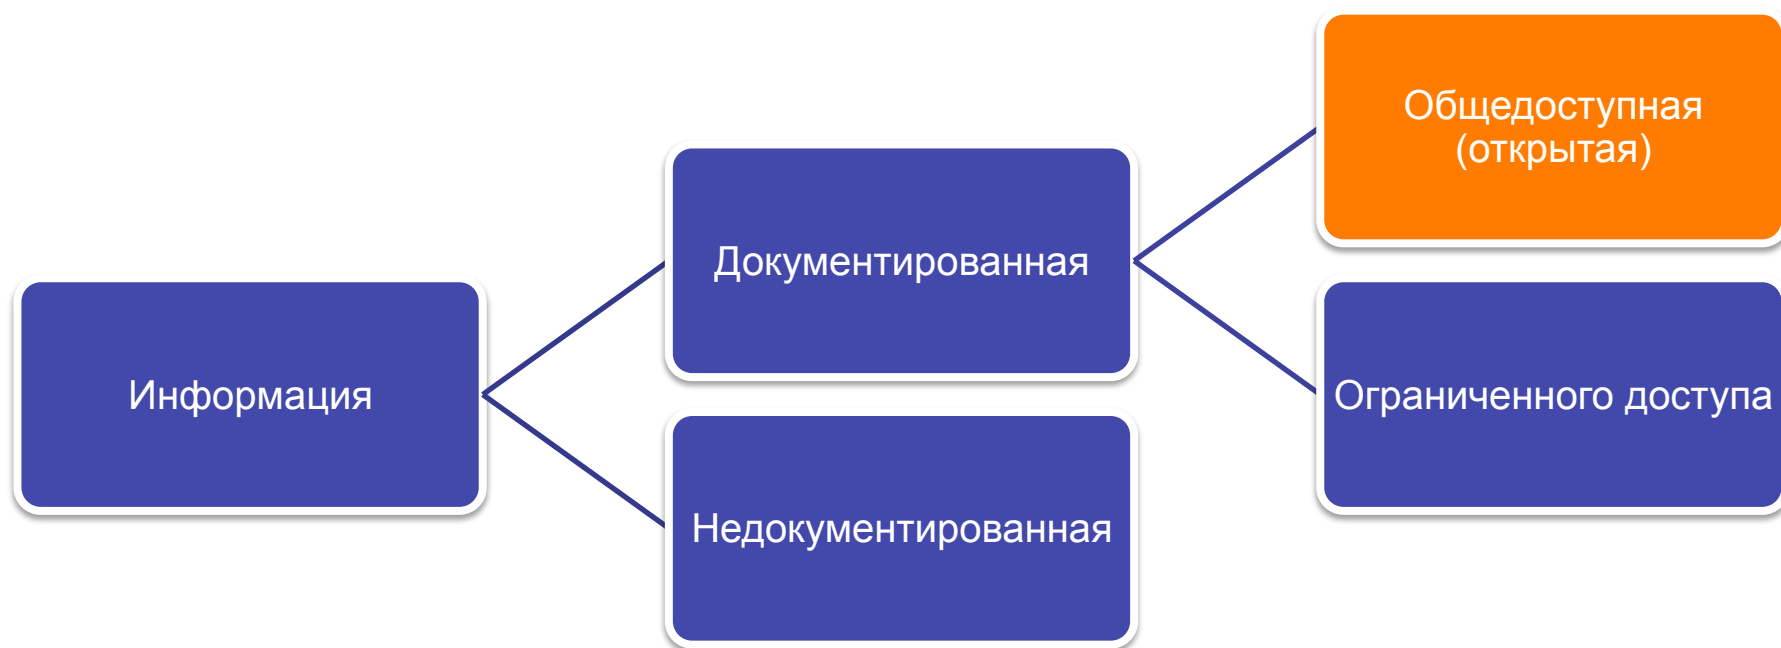 Информация
Документированная
Недокументированная
Общедоступная
(открытая)
Ограниченного доступа